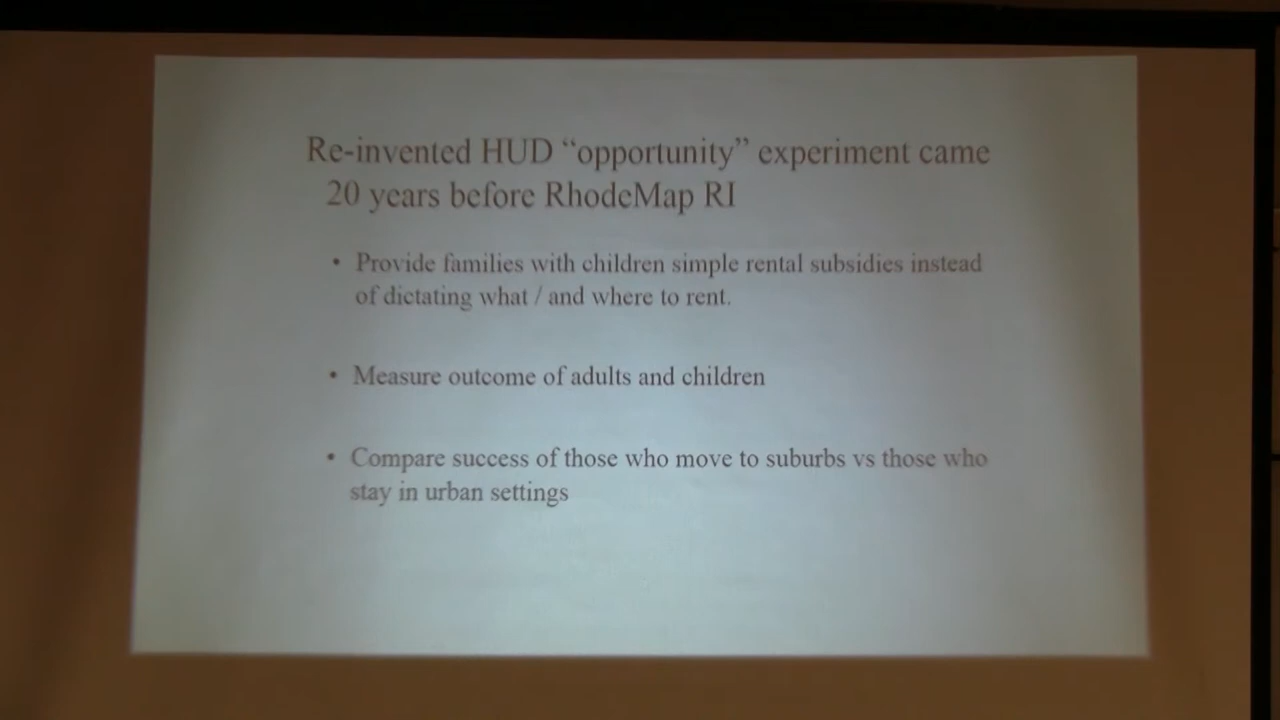 Re-invented HUD “opportunity” experiment came
20 years before RhodeMap RI
• Provide families with children simple rental subsidies instead
of dictating what / and where to rent.
• Measure outcome of adults and children
• Compare success of those who move to suburbs vs those who
stay in urban settings